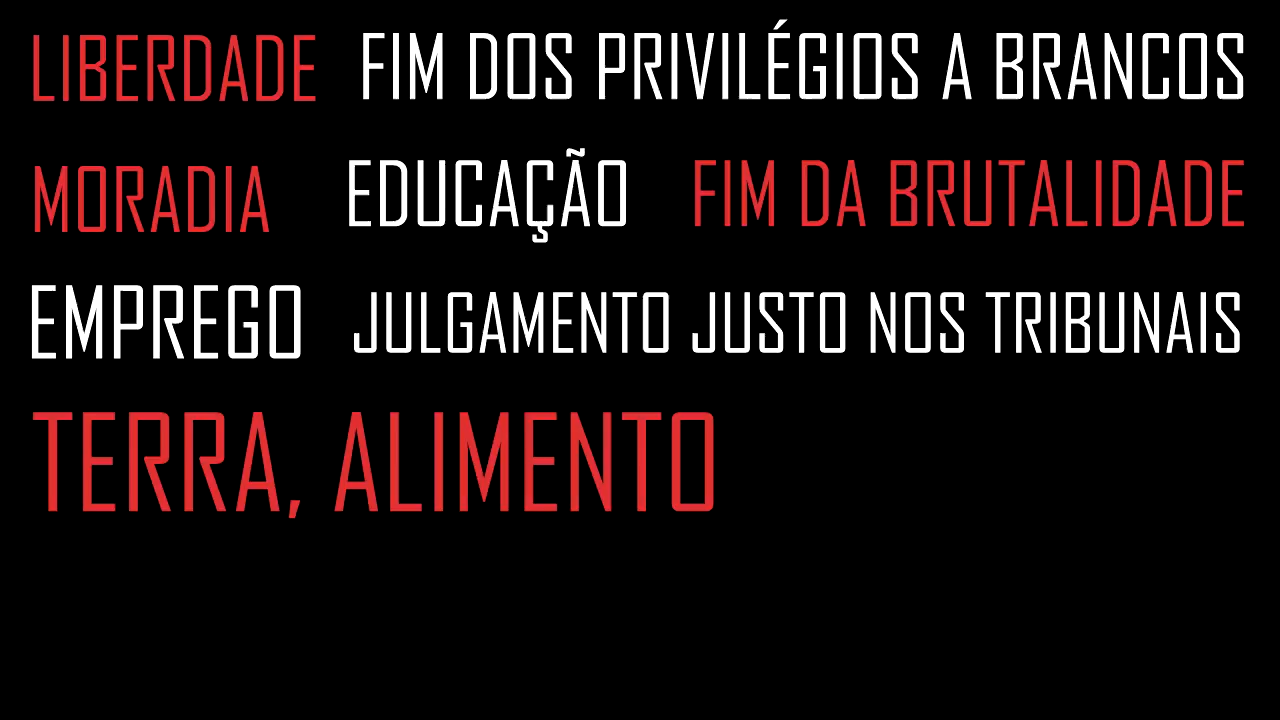 LIBERDADE FIM DOS PRIVILÉGIOS A BRANCOS
MORADIA EDUCAÇÃO FIM DA BRUTALIDADE
EMPREGO JULGAMENTO JUSTO NOS TRIBUNAIS
TERRA, ALIMENTO